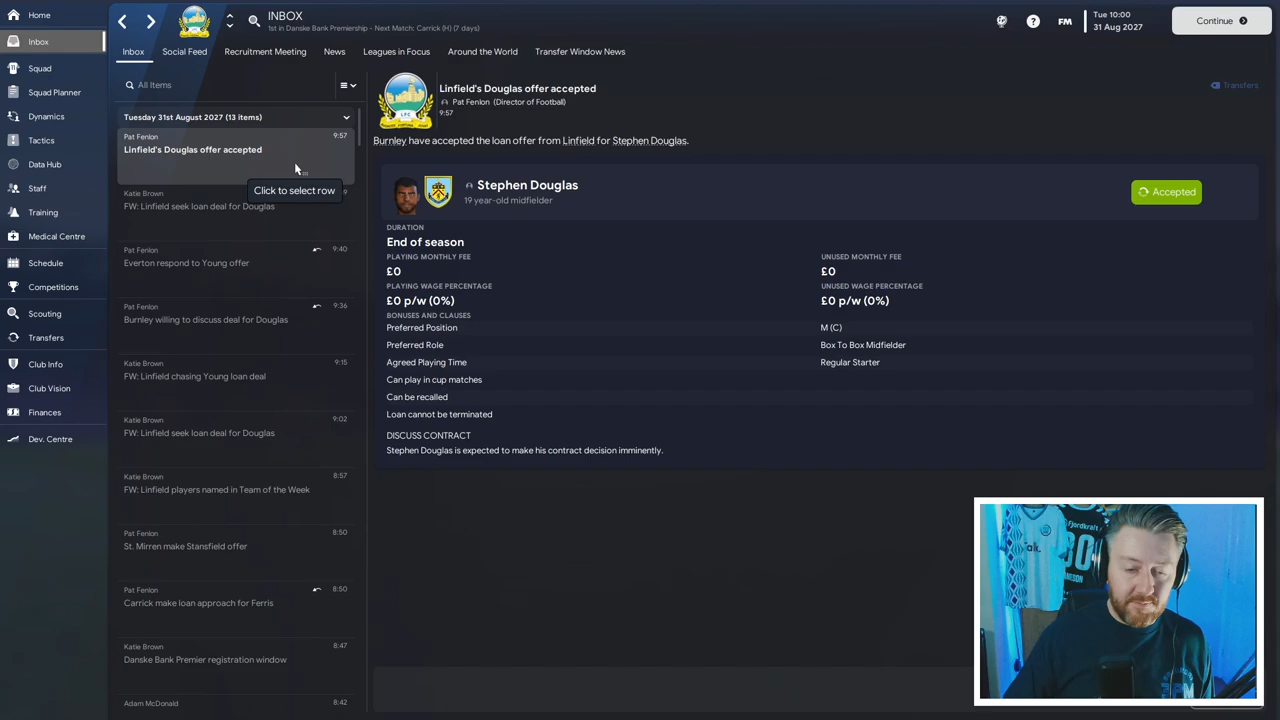 INBOX
1st in Danske Bank Premiership - Next Match: Carrick (H) (7 days)
FM
Tue 10:00
31 Aug 2027
Continue
Home
Inbox
Squad
Squad Planner
Dynamics
Tactics
Data Hub
Staff
Training
Medical Centre
Schedule
Competitions
Scouting
Transfers
Club Info
Club Vision
Finances
Dev. Centre
Inbox
Social Feed
Recruitment Meeting
News
Leagues in Focus
Around the World
Transfer Window News
All Items
Tuesday 31st August 2027 (13 items)
Pat Fenlon
9:57
Linfield's Douglas offer accepted
Click to select row
Katie Brown
FW: Linfield seek loan deal for Douglas
Pat Fenlon
9:40
Everton respond to Young offer
Pat Fenlon
9:36
Burnley willing to discuss deal for Douglas
Katie Brown
9:15
FW: Linfield chasing Young loan deal
Katie Brown
9:02
FW: Linfield seek loan deal for Douglas
Katie Brown
8:57
FW: Linfield players named in Team of the Week
Pat Fenlon
8:50
St. Mirren make Stansfield offer
Pat Fenlon
8:50
Carrick make loan approach for Ferris
Katie Brown
8:47
Danske Bank Premier registration window
Adam McDonald
8:42
Linfield's Douglas offer accepted
Pat Fenlon (Director of Football)
9:57
Transfers
Burnley have accepted the loan offer from Linfield for Stephen Douglas.
Stephen Douglas
19 year-old midfielder
Accepted
DURATION
End of season
PLAYING MONTHLY FEE
£0
UNUSED MONTHLY FEE
£0
PLAYING WAGE PERCENTAGE
£0 p/w (0%)
UNUSED WAGE PERCENTAGE
£0 p/w (0%)
BONUSES AND CLAUSES
Preferred Position
M (C)
Preferred Role
Box To Box Midfielder
Agreed Playing Time
Regular Starter
Can play in cup matches
Can be recalled
Loan cannot be terminated
DISCUSS CONTRACT
Stephen Douglas is expected to make his contract decision imminently.